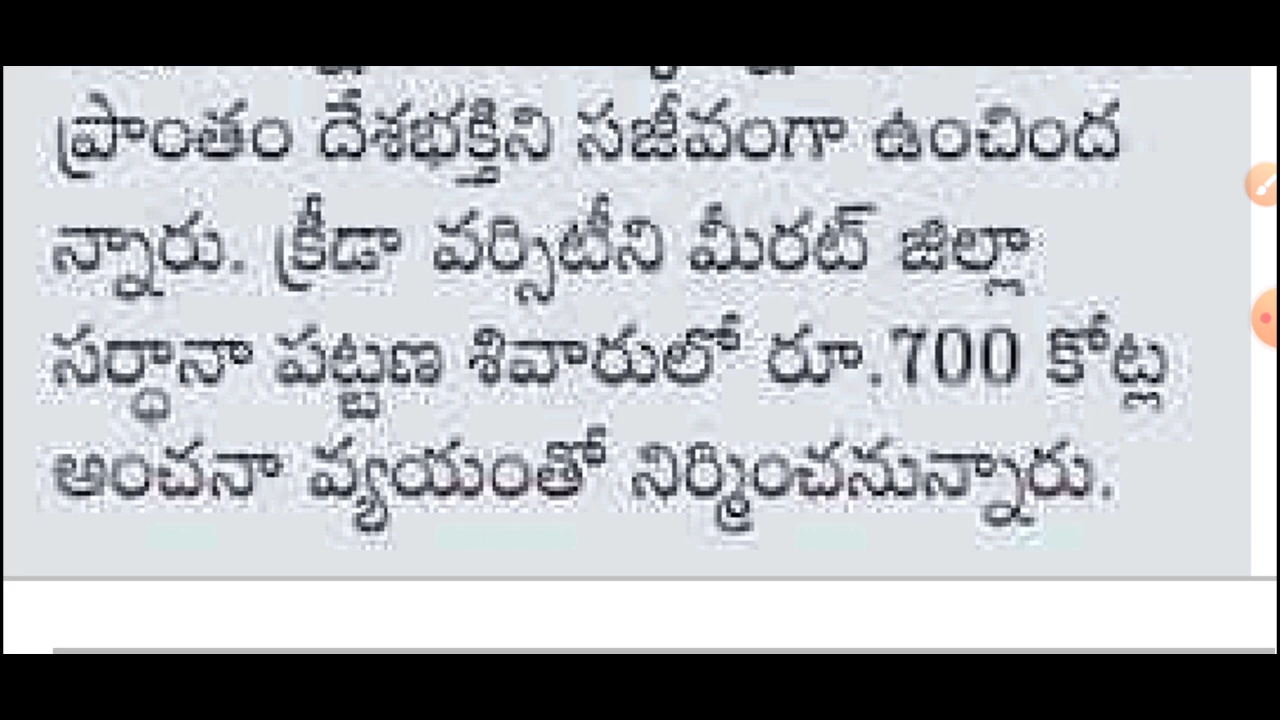 ప్రాంతం దేశభక్తిని సజీవంగా ఉంచింద
న్నారు. క్రీడా వర్సిటీని మీరట్ జిల్లా
సర్ధానా పట్టణ శివారులో రూ.700 కోట్ల
అంచనా వ్యయంతో నిర్మించనున్నారు.